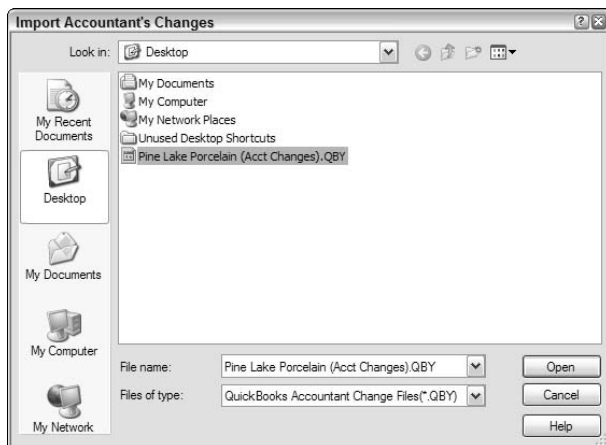 Import Accountant's Changes
Look in:
Desktop
My Recent
Documents
Desktop
My Documents
My Computer
My Network
My Documents
My Computer
My Network Places
Unused Desktop Shortcuts
Pine Lake Porcelain (Acct Changes).QBY
File name:
Pine Lake Porcelain (Acct Changes).QBY
Open
Files of type:
QuickBooks Accountant Change Files(*.QBY)
Cancel
Help